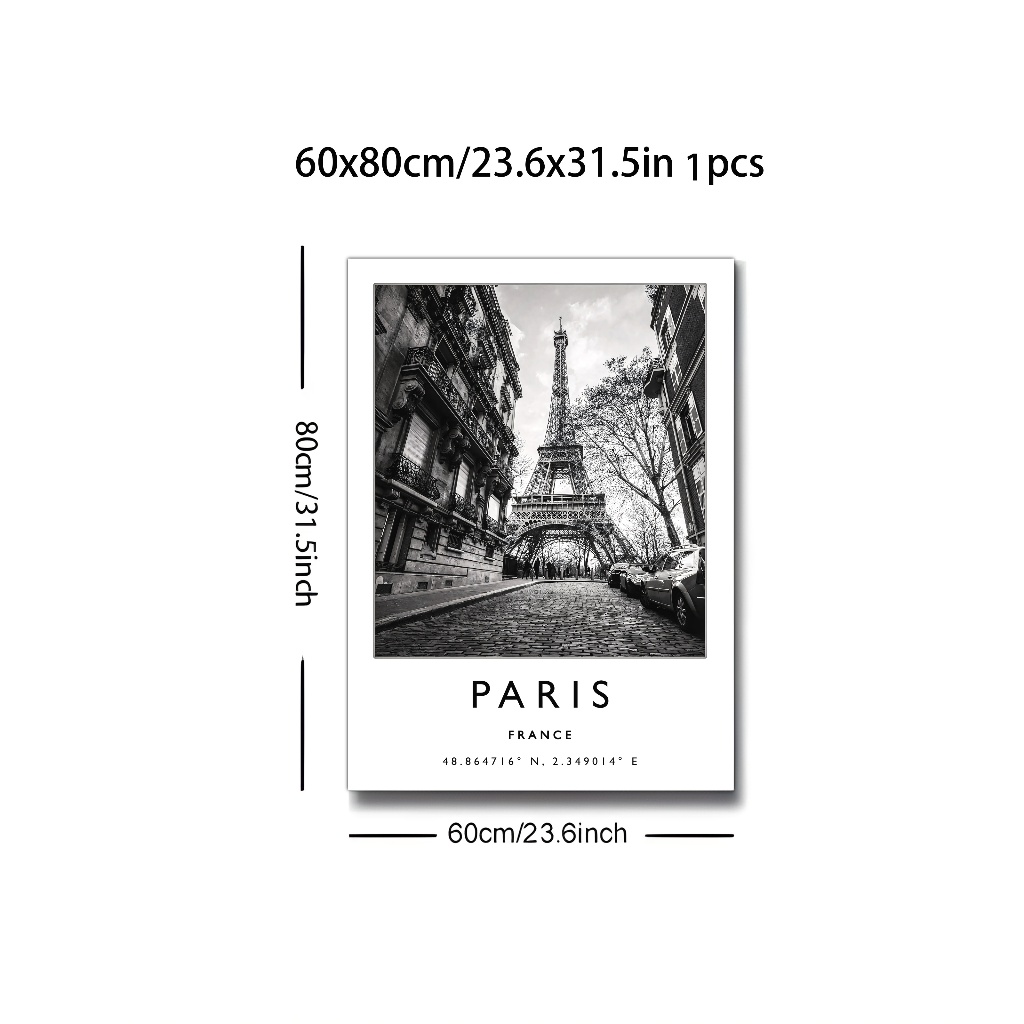 60x80cm/23.6x31.5in 1pcs
80cm/31.5inch
PARIS
FRANCE
48.864716° N, 2.349014° E
60cm/23.6inch